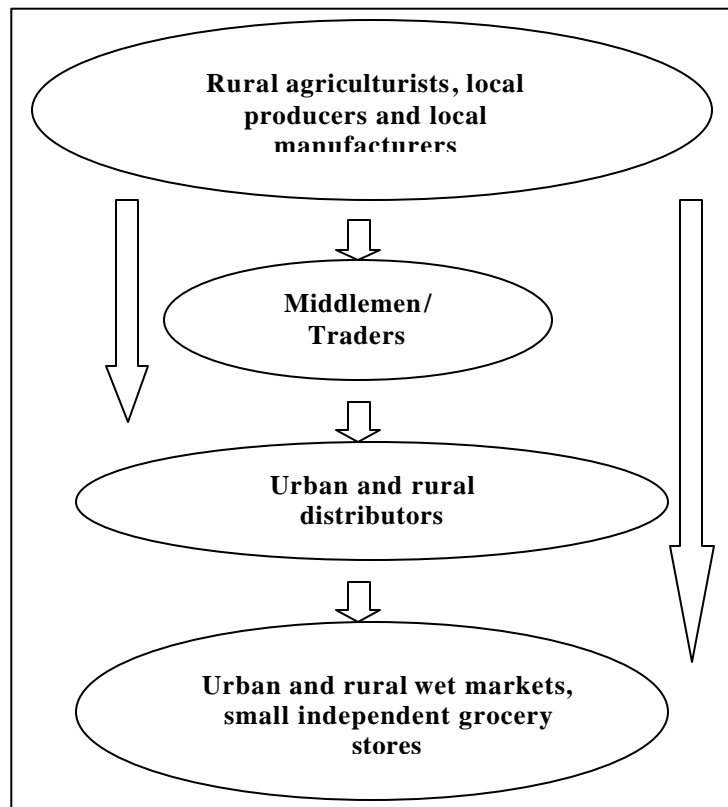 Rural agriculturists, local
producers and local
manufacturers
Middlemen/
Traders
Urban and rural
distributors
Urban and rural wet markets,
small independent grocery
stores